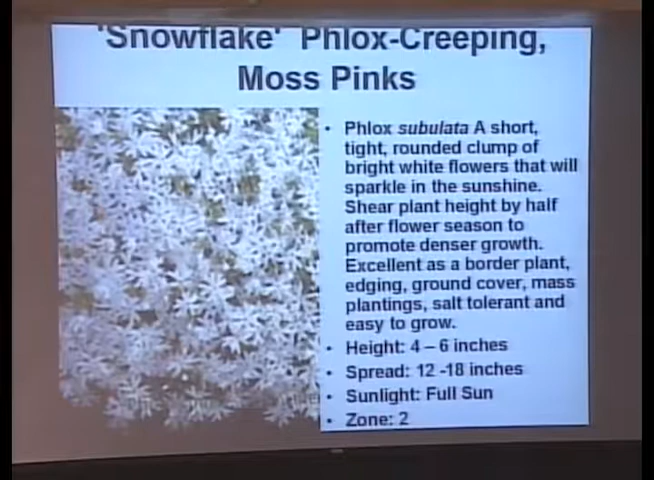 'Snowflake' Phlox-Creeping,
Moss Pinks
• Phlox subulata A short,
tight, rounded clump of
bright white flowers that will
sparkle in the sunshine.
Shear plant height by half
after flower season to
promote denser growth.
Excellent as a border plant,
edging, ground cover, mass
plantings, salt tolerant and
easy to grow.
• Height: 4 – 6 inches
• Spread: 12 -18 inches
• Sunlight: Full Sun
• Zone: 2